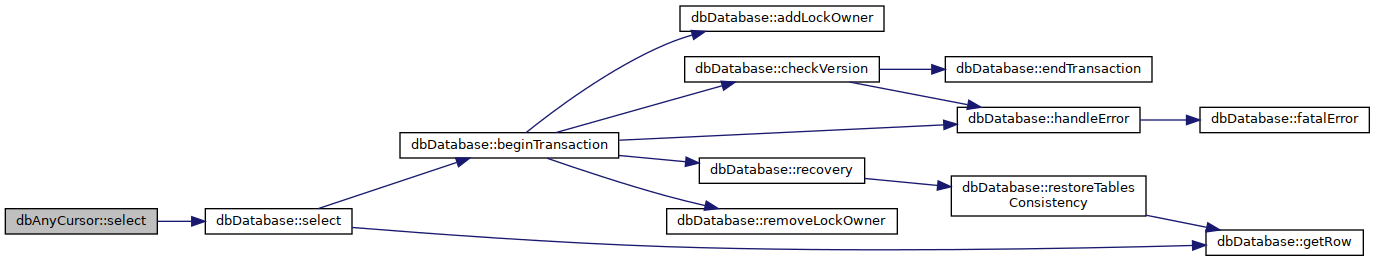 dbDatabase::addLockOwner
dbDatabase::checkVersion
dbDatabase::endTransaction
dbDatabase::handleError
dbDatabase::fatalError
dbDatabase::beginTransaction
dbDatabase::recovery
dbDatabase::restoreTables
Consistency
dbAnyCursor::select
dbDatabase::select
dbDatabase::removeLockOwner
dbDatabase::getRow